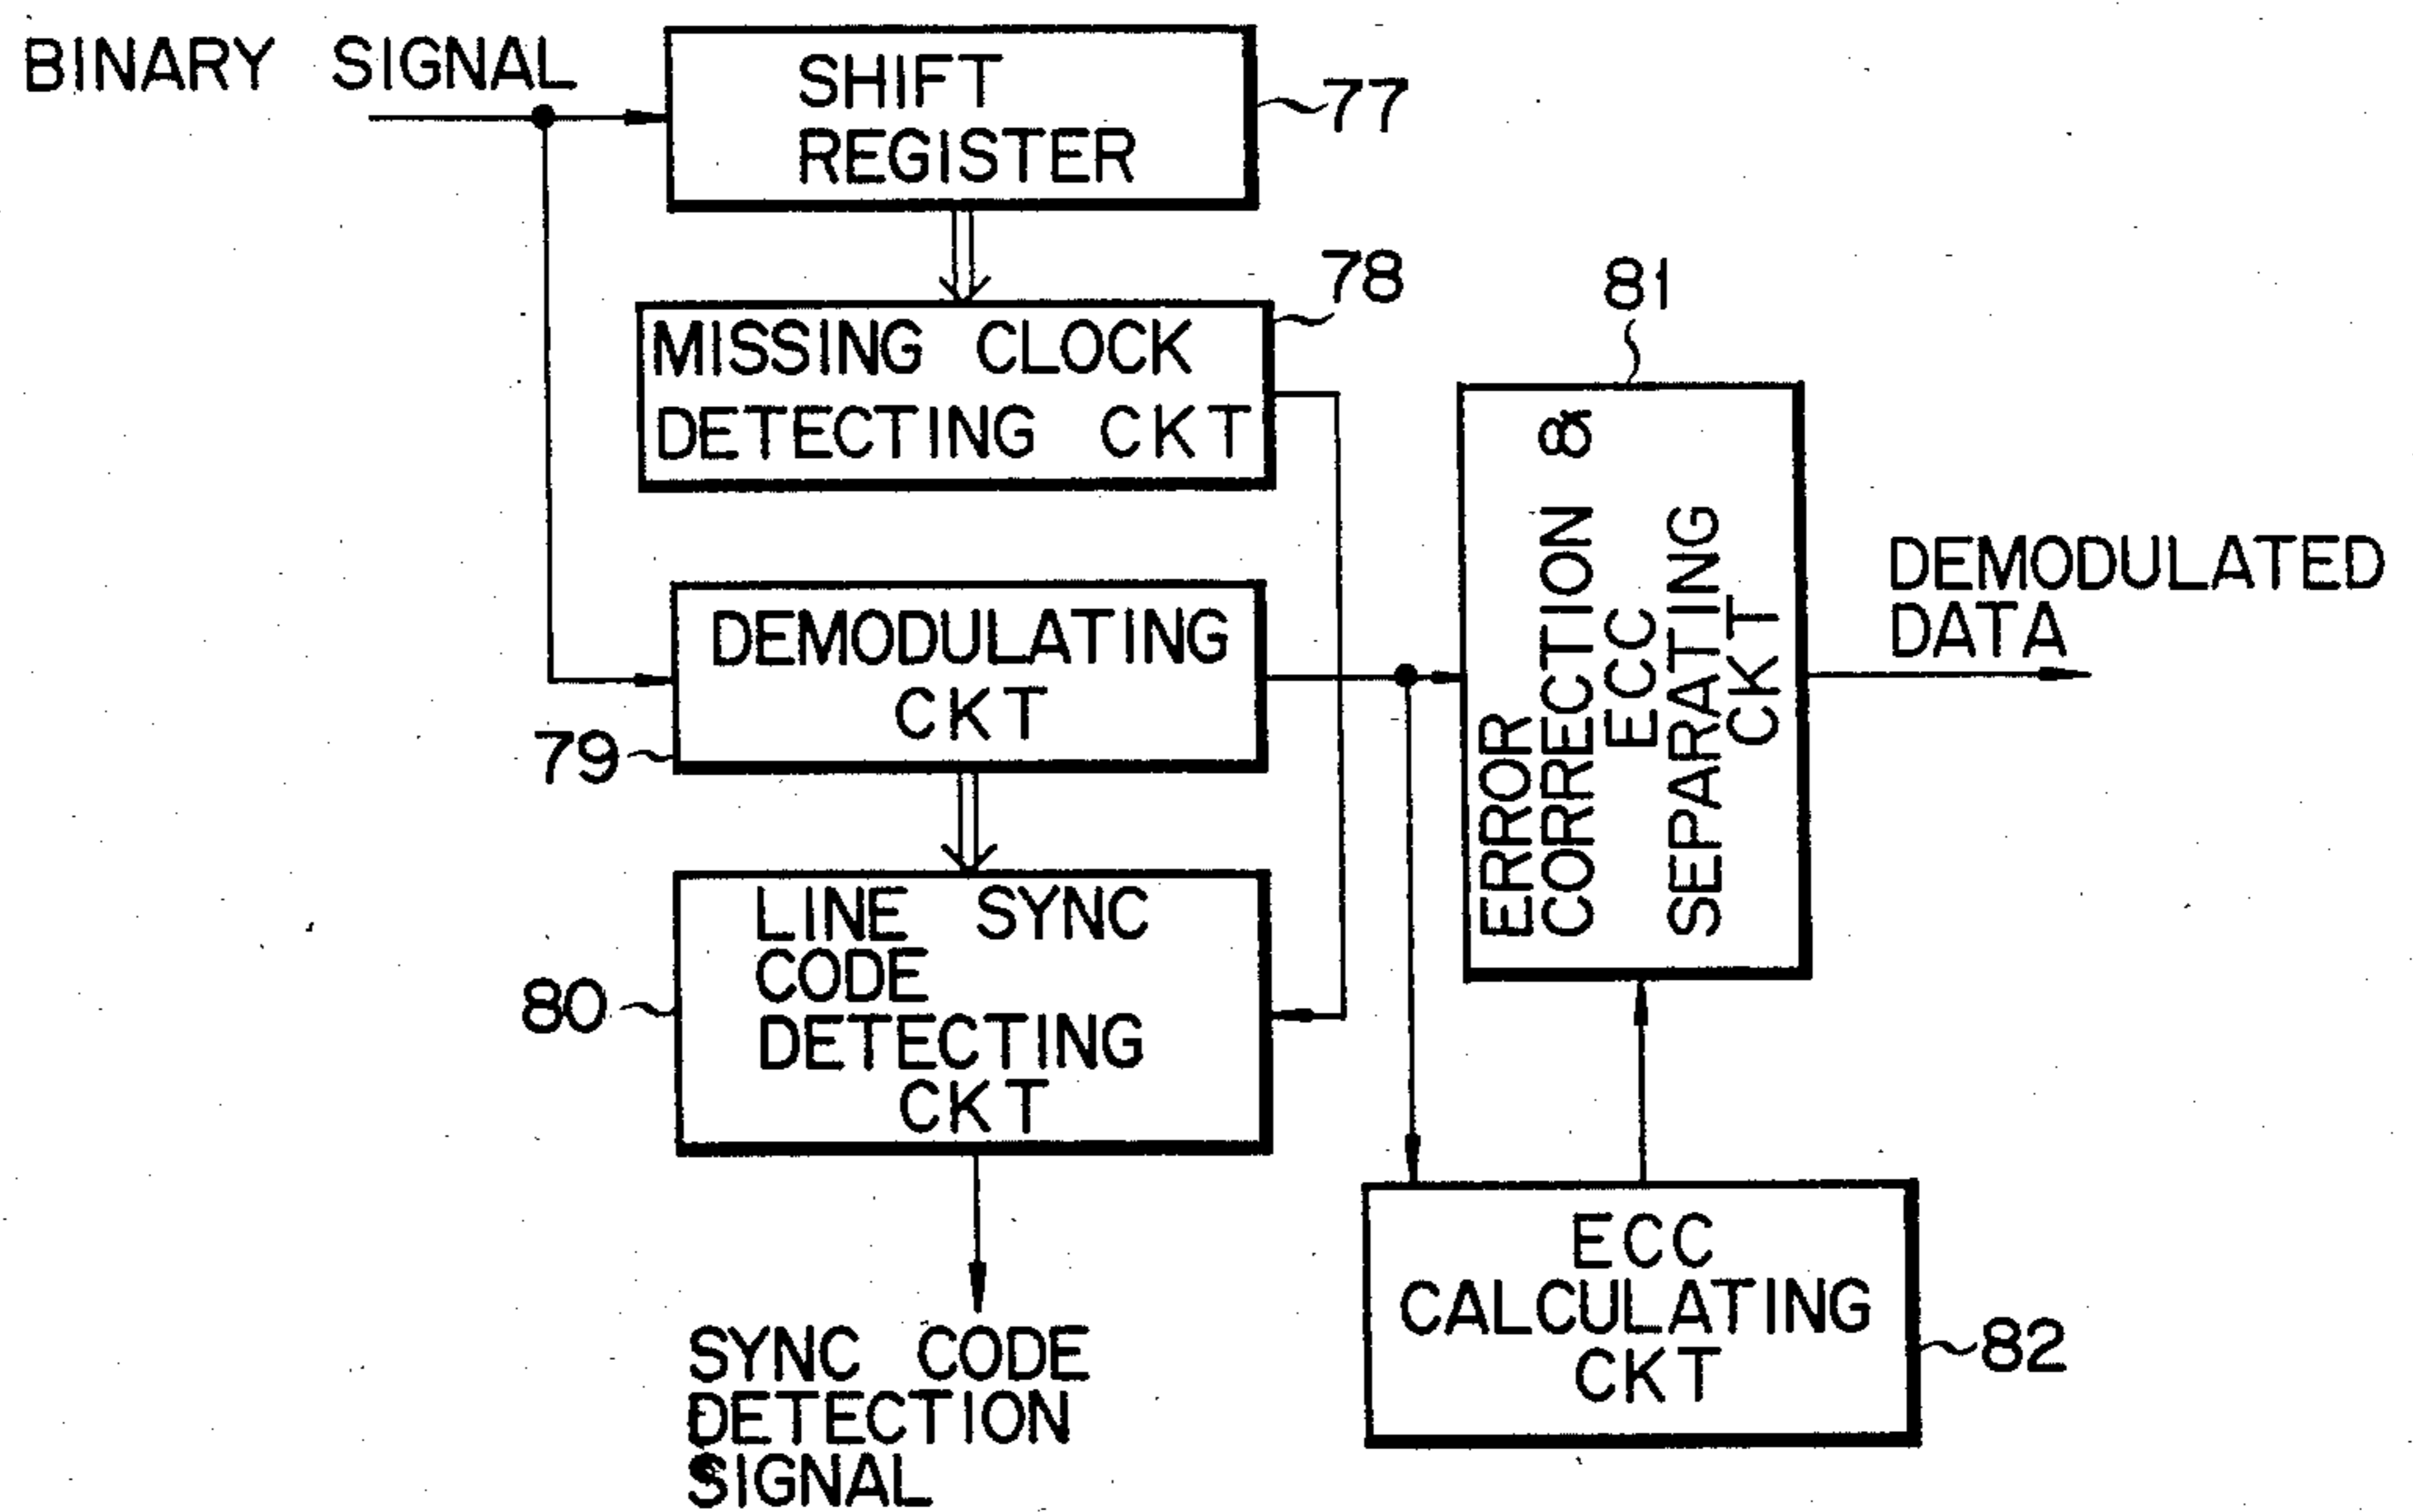 BINARY SIGNAL
SHIFT
REGISTER
77
MISSING CLOCK
DETECTING CKT
78
DEMODULATING
CKT
79
LINE SYNC
CODE
DETECTING
CKT
80
SYNC CODE
DETECTION
SIGNAL
81
ERROR
CORRECTION &
ECC
SEPARATING
CKT
DEMODULATED
DATA
ECC
CALCULATING
CKT
82